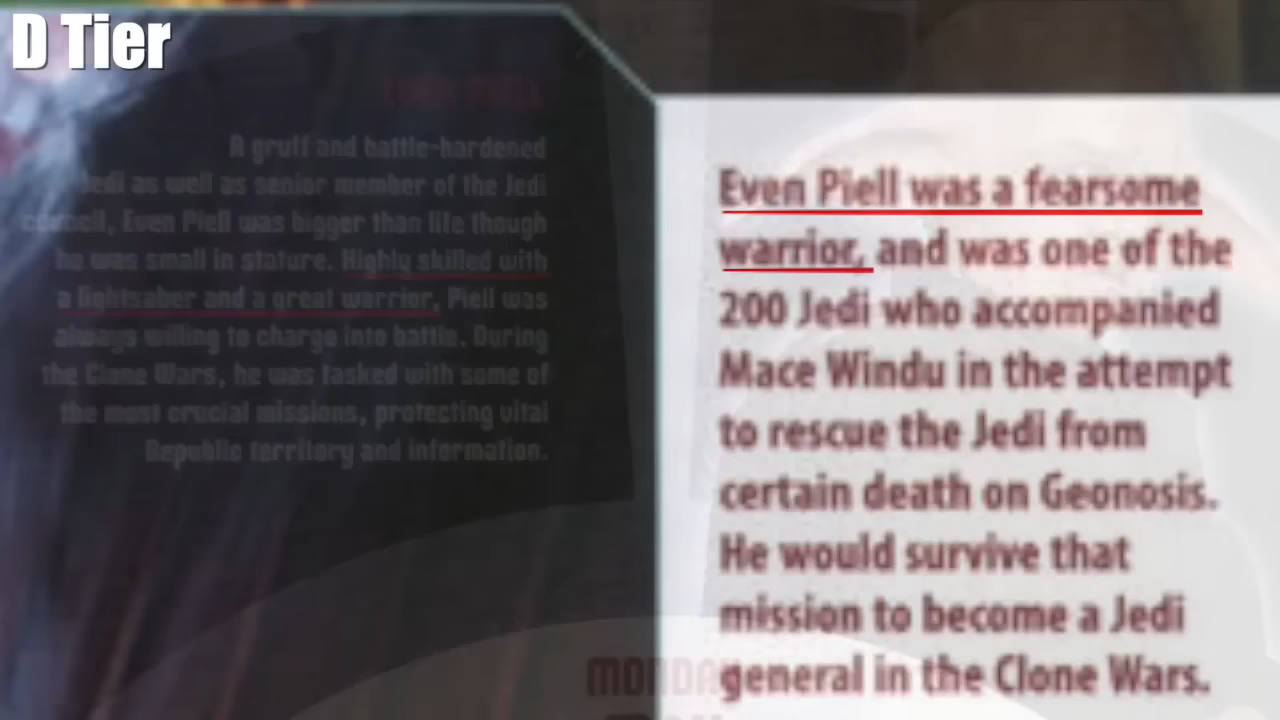 D Tier
EVEN PIELL
A gruff and battle-hardened
Jedi as well as senior member of the Jedi
council, Even Piell was bigger than life though
he was small in stature. Highly skilled with
a lightsaber and a great warrior, Piell was
always willing to charge into battle. During
the Clone Wars, he was tasked with some of
the most crucial missions, protecting vital
Republic territory and information.
Even Piell was a fearsome
warrior, and was one of the
200 Jedi who accompanied
Mace Windu in the attempt
to rescue the Jedi from
certain death on Geonosis.
He would survive that
mission to become a Jedi
general in the Clone Wars.